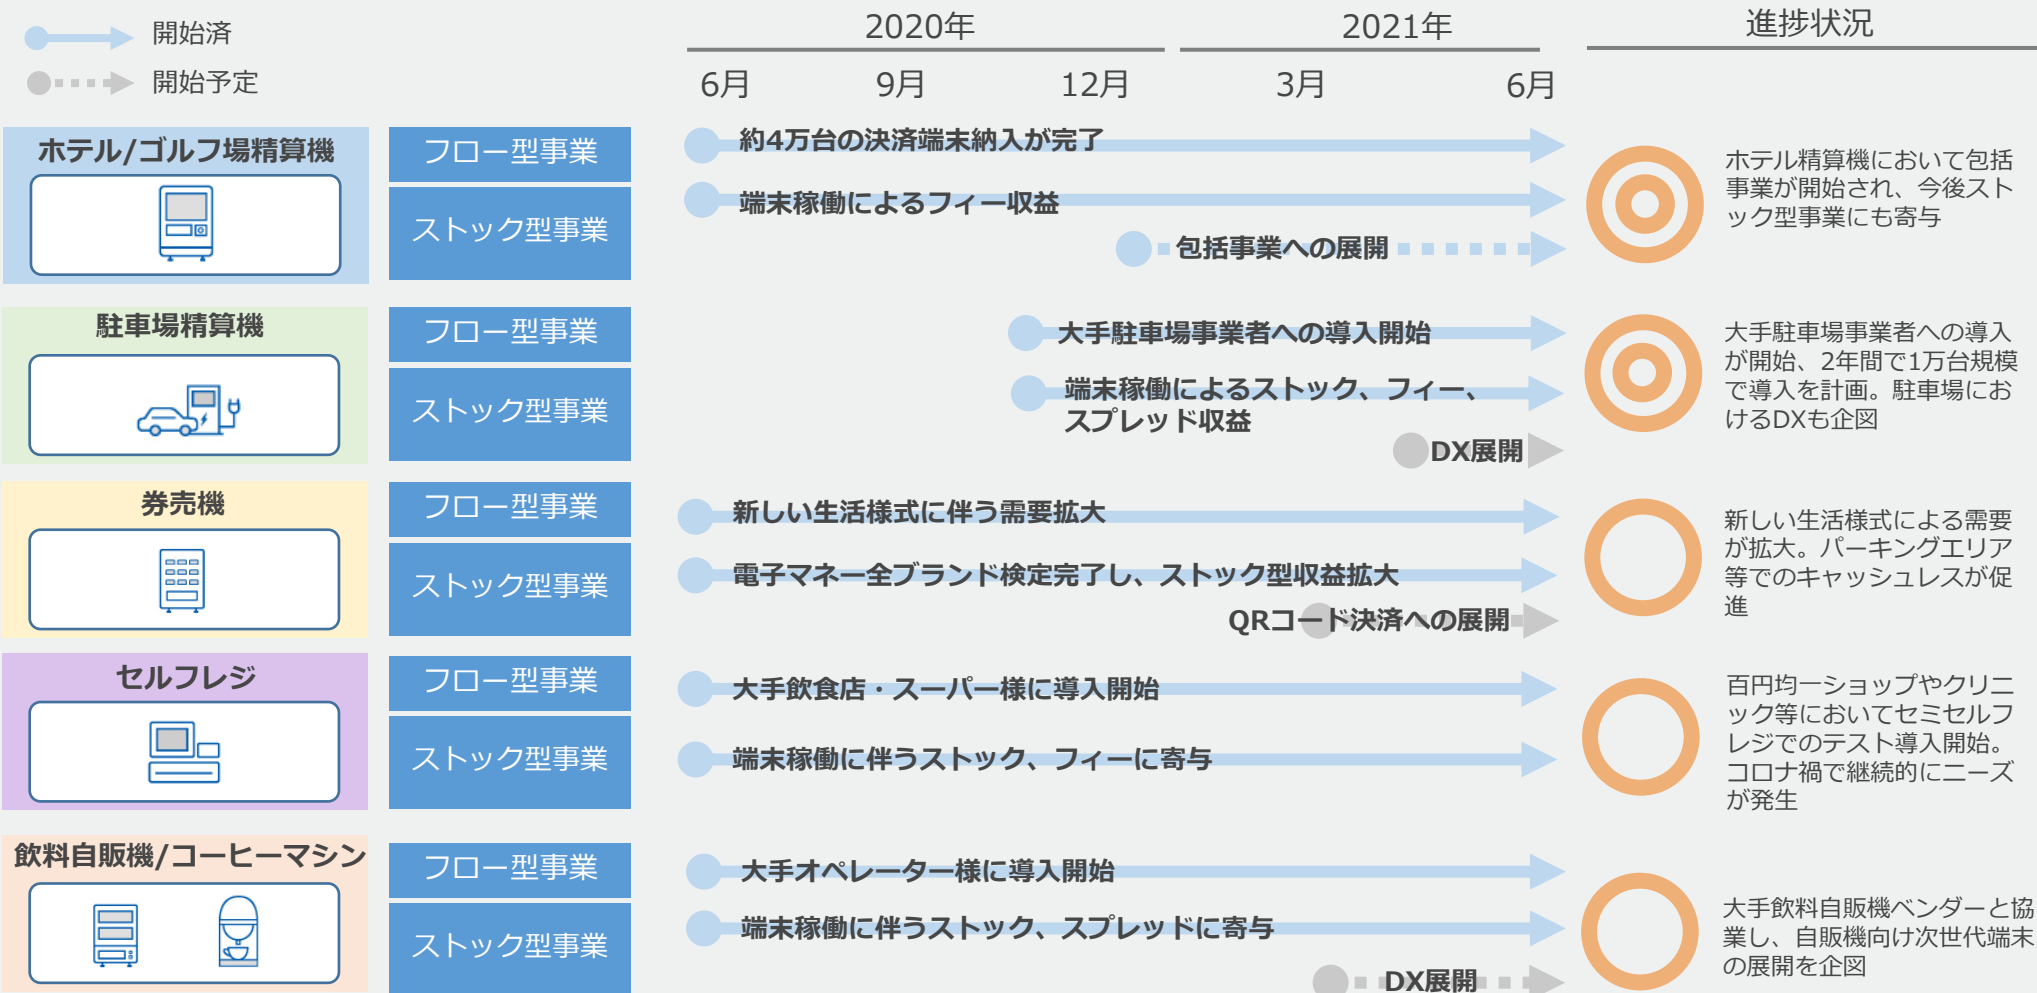 開始済
開始予定
2020年
2021年
進捗状況
6月
9月
12月
3月
6月
ホテル/ゴルフ場精算機
フロー型事業
約4万台の決済端末納入が完了
ストック型事業
端末稼働によるフィー収益
包括事業への展開
ホテル精算機において包括
事業が開始され、今後スト
ック型事業にも寄与
駐車場精算機
フロー型事業
大手駐車場事業者への導入開始
ストック型事業
端末稼働によるストック、フィー、
スプレッド収益
DX展開
大手駐車場事業者への導入
が開始、2年間で1万台規模
で導入を計画。駐車場にお
けるDXも企図
券売機
フロー型事業
新しい生活様式に伴う需要拡大
ストック型事業
電子マネー全ブランド検定完了し、ストック型収益拡大
QRコード決済への展開
新しい生活様式による需要
が拡大。パーキングエリア
等でのキャッシュレスが促
進
セルフレジ
フロー型事業
大手飲食店・スーパー様に導入開始
ストック型事業
端末稼働に伴うストック、フィーに寄与
百円均一ショップやクリニ
ック等においてセミセルフ
レジでのテスト導入開始。
コロナ禍で継続的にニーズ
が発生
飲料自販機/コーヒーマシン
フロー型事業
大手オペレーター様に導入開始
ストック型事業
端末稼働に伴うストック、スプレッドに寄与
DX展開
大手飲料自販機ベンダーと協
業し、自販機向け次世代端末
の展開を企図